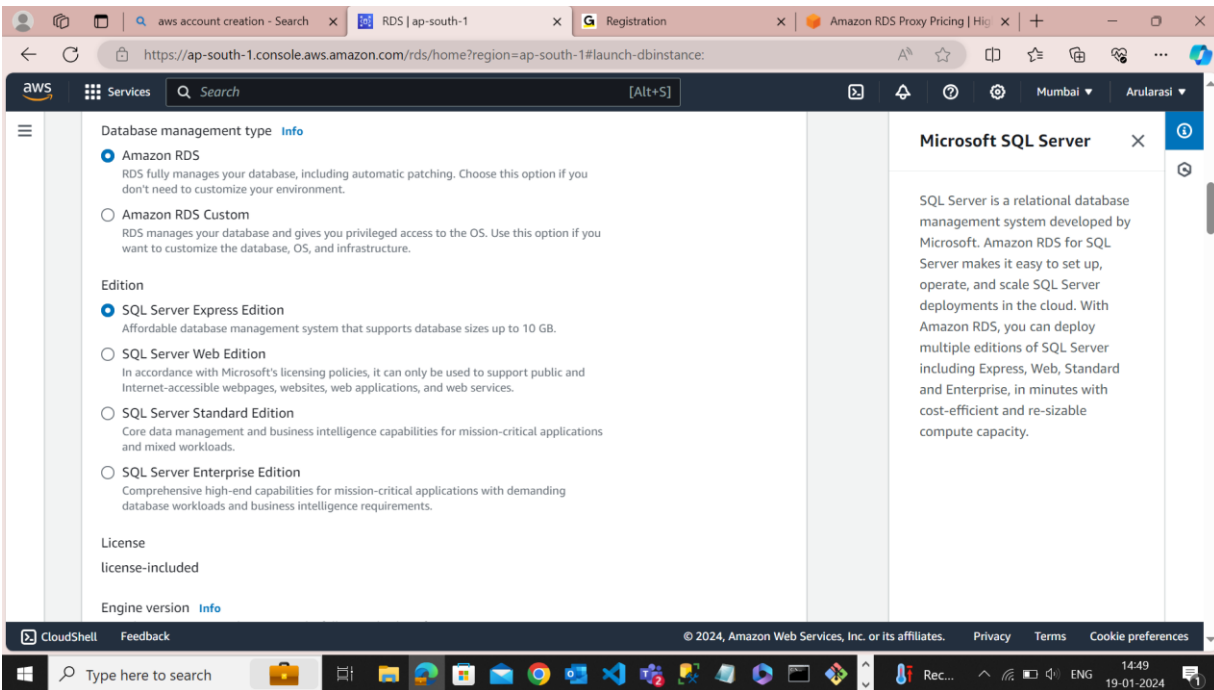 aws account creation - Search
RDS | ap-south-1
G Registration
Amazon RDS Proxy Pricing | Hig
https://ap-south-1.console.aws.amazon.com/rds/home?region=ap-south-1#launch-dbinstance:
aws
Services
Search
[Alt+S]
Mumbai
Arularasi
Database management type Info
Amazon RDS
RDS fully manages your database, including automatic patching. Choose this option if you
don't need to customize your environment.
Amazon RDS Custom
RDS manages your database and gives you privileged access to the OS. Use this option if you
want to customize the database, OS, and infrastructure.
Edition
SQL Server Express Edition
Affordable database management system that supports database sizes up to 10 GB.
SQL Server Web Edition
In accordance with Microsoft's licensing policies, it can only be used to support public and
Internet-accessible webpages, websites, web applications, and web services.
SQL Server Standard Edition
Core data management and business intelligence capabilities for mission-critical applications
and mixed workloads.
SQL Server Enterprise Edition
Comprehensive high-end capabilities for mission-critical applications with demanding
database workloads and business intelligence requirements.
License
license-included
Engine version Info
Microsoft SQL Server
SQL Server is a relational database
management system developed by
Microsoft. Amazon RDS for SQL
Server makes it easy to set up,
operate, and scale SQL Server
deployments in the cloud. With
Amazon RDS, you can deploy
multiple editions of SQL Server
including Express, Web, Standard
and Enterprise, in minutes with
cost-efficient and re-sizable
compute capacity.
CloudShell
Feedback
© 2024, Amazon Web Services, Inc. or its affiliates.
Privacy
Terms
Cookie preferences
Type here to search
Rec...
ENG
14:49
19-01-2024
1